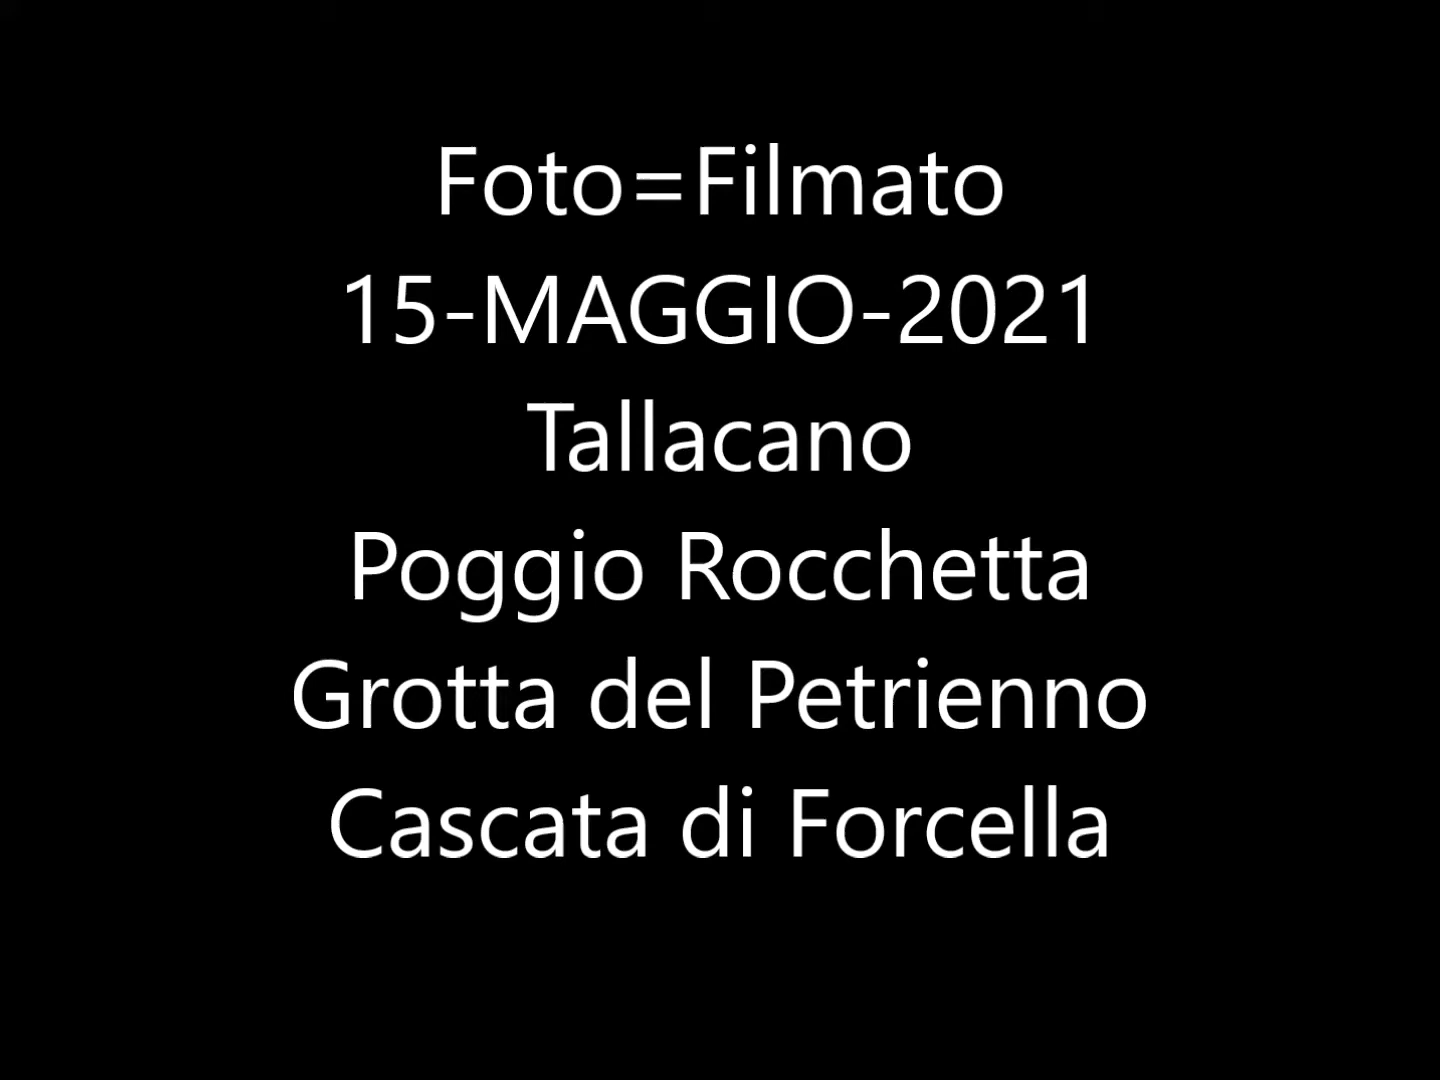 Foto=Filmato
15-MAGGIO-2021
Tallacano
Poggio Rocchetta
Grotta del Petrienno
Cascata di Forcella